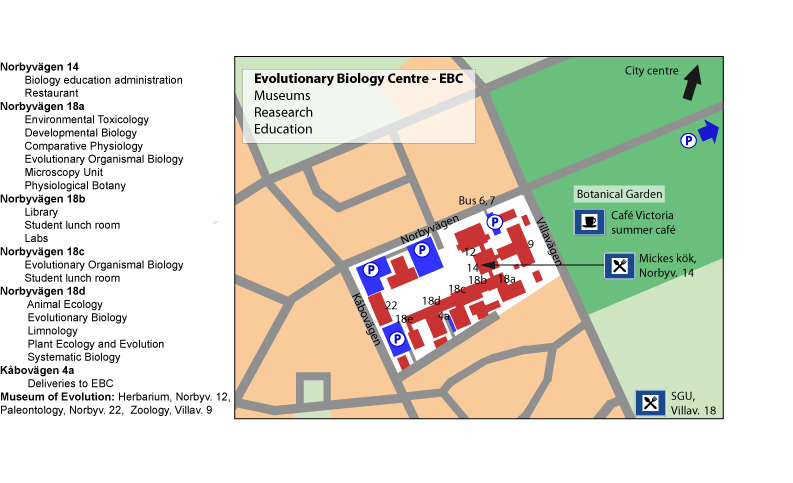 Norbyvägen 14
Biology education administration
Restaurant
Norbyvägen 18a
Environmental Toxicology
Developmental Biology
Comparative Physiology
Evolutionary Organismal Biology
Microscopy Unit
Physiological Botany
Norbyvägen 18b
Library
Student lunch room
Labs
Norbyvägen 18c
Evolutionary Organismal Biology
Student lunch room
Norbyvägen 18d
Animal Ecology
Evolutionary Biology
Limnology
Plant Ecology and Evolution
Systematic Biology
Kåbovägen 4a
Deliveries to EBC
Museum of Evolution: Herbarium, Norbyv. 12,
Paleontology, Norbyv. 22, Zoology, Villav. 9
Evolutionary Biology Centre - EBC
Museums
Reasearch
Education
City centre
P
Botanical Garden
Café Victoria
summer café
Bus 6, 7
P
Norbyvägen
Villavägen
P
P
12
9
14
Mickes kök,
Norbyv. 14
18b
18a
18c
18d
22
18e
4a
Kåbovägen
P
SGU,
Villav. 18